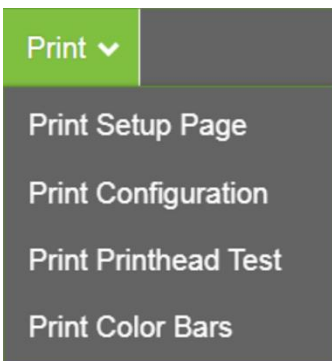 Print
Print Setup Page
Print Configuration
Print Printhead Test
Print Color Bars